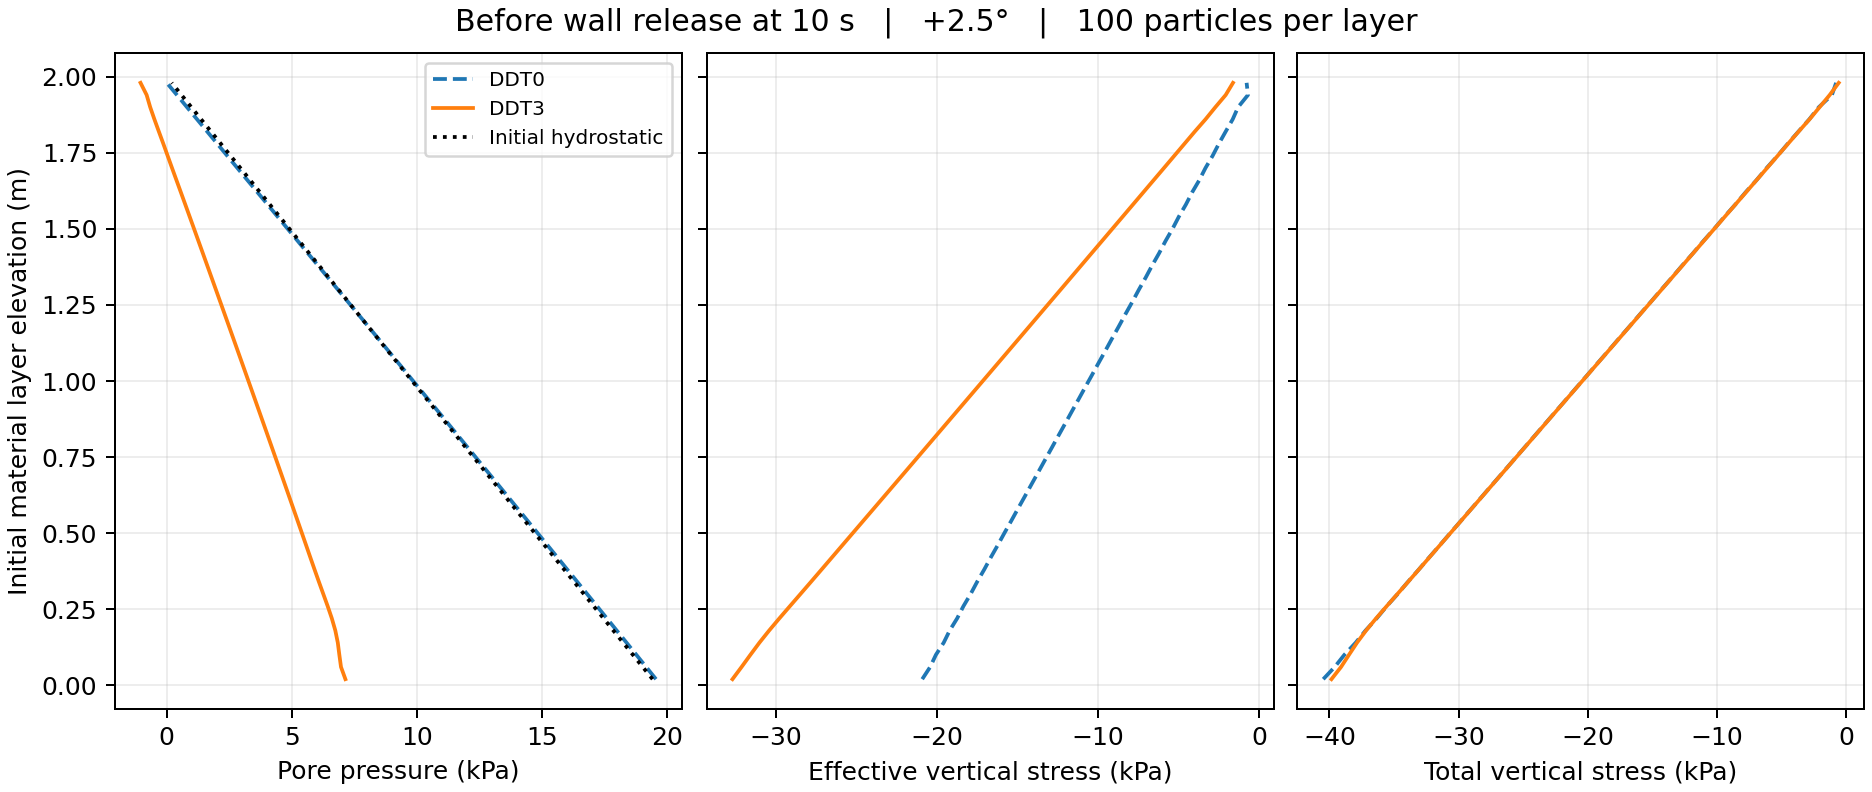 Before wall release at 10 s | +2.5° | 100 particles per layer
DDT0
DDT3
Initial hydrostatic
Initial material layer elevation (m)
2.00
1.75
1.50
1.25
1.00
0.75
0.50
0.25
0.00
0 5 10 15 20
−30 −20 −10 0
−40 −30 −20 −10 0
Pore pressure (kPa)
Effective vertical stress (kPa)
Total vertical stress (kPa)